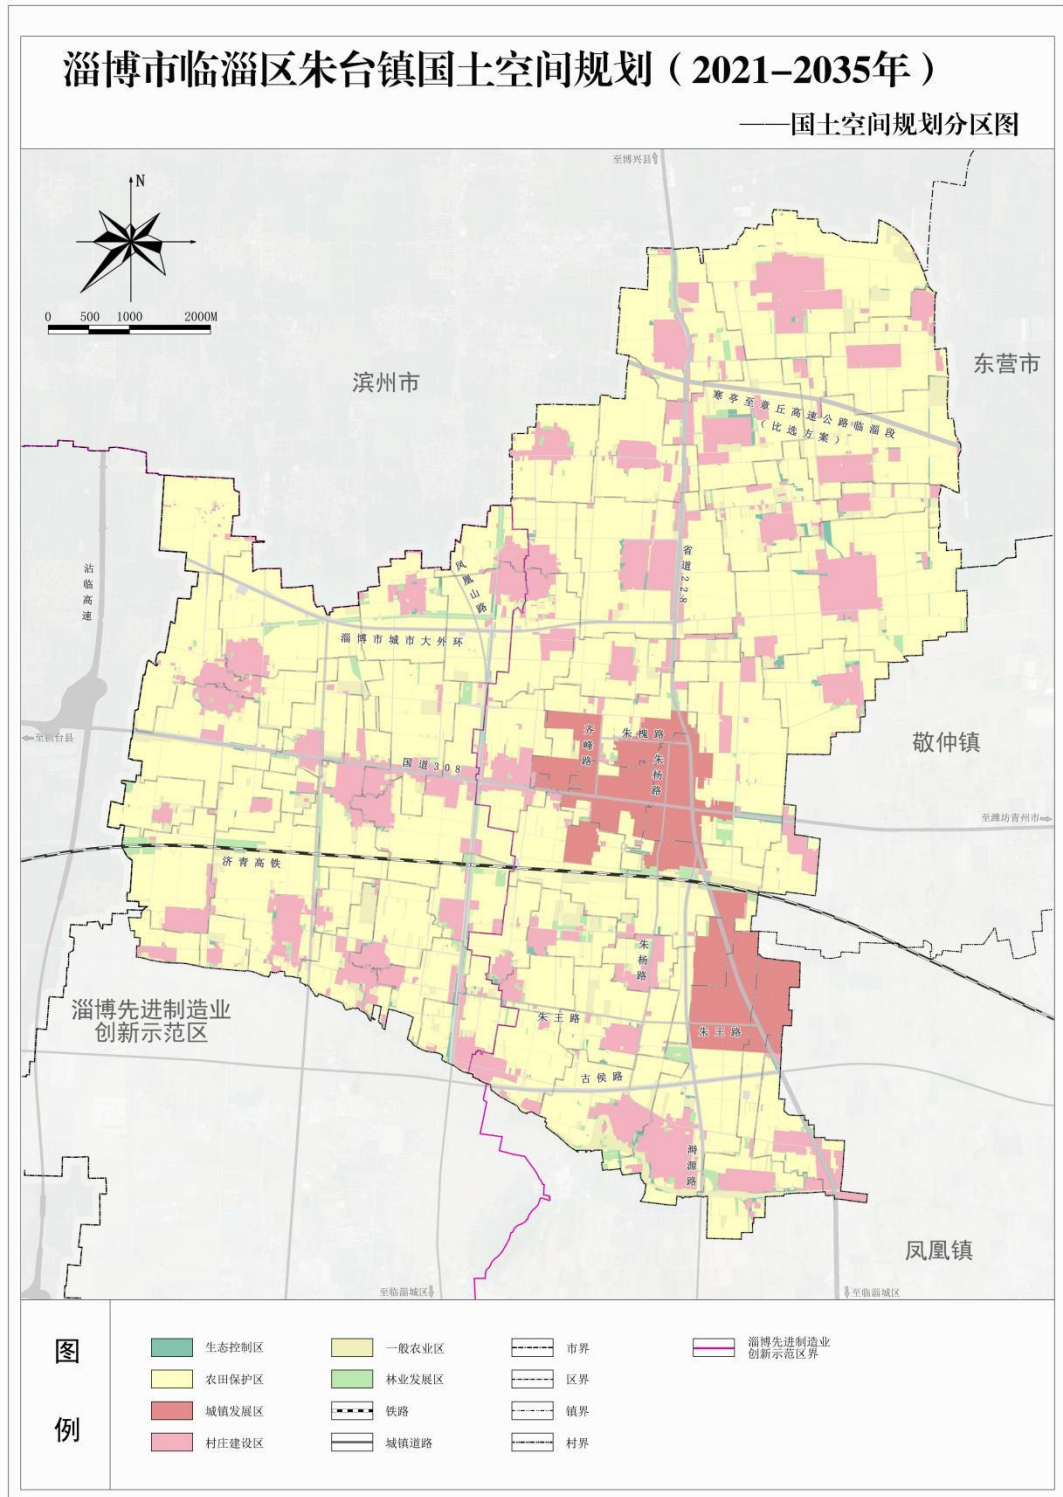 淄博市临淄区朱台镇国土空间规划（2021-2035年）
——国土空间规划分区图
至博兴县
N
0 500 1000 2000M
滨州市
东营市
寒亭至章丘高速公路临淄段
（比选方案）
沾临高速
凤凰山路
省道228
淄博市城市大外环
齐峰路
朱槐路
朱杨路
敬仲镇
至桓台县
国道308
至潍坊青州市
济青高铁
朱杨路
淄博先进制造业
创新示范区
朱王路
朱王路
古侯路
溡源路
凤凰镇
至临淄城区
至临淄城区
图例
生态控制区
一般农业区
市界
淄博先进制造业
创新示范区界
农田保护区
林业发展区
区界
城镇发展区
铁路
镇界
村庄建设区
城镇道路
村界